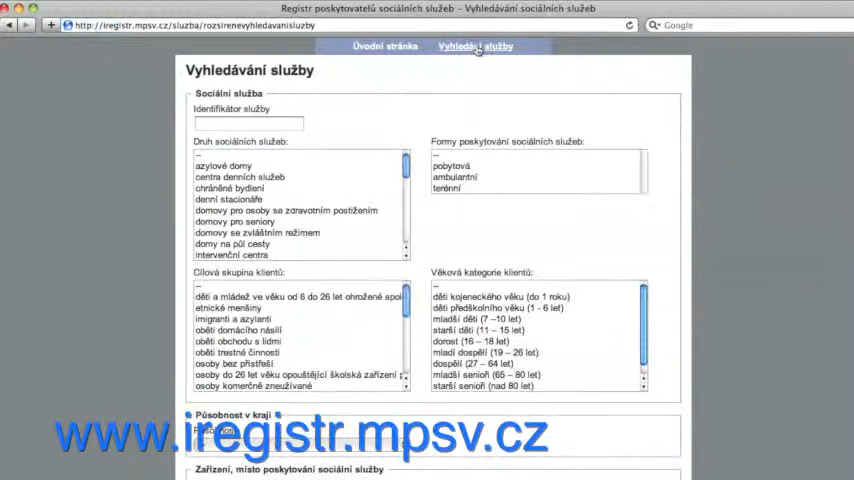 Registr poskytovatelů sociálních služeb – Vyhledávání sociálních služeb
http://iregistr.mpsv.cz/sluzba/rozsirenevyhledavanisluzby
Google
Úvodní stránka Vyhledání služby
Vyhledávání služby
Sociální služba
Identifikátor služby
Druh sociálních služeb:
--
azylové domy
centra denních služeb
chráněné bydlení
denní stacionáře
domovy pro osoby se zdravotním postižením
domovy pro seniory
domovy se zvláštním režimem
domy na půl cesty
intervenční centra
Formy poskytování sociálních služeb:
--
pobytová
ambulantní
terénní
Cílová skupina klientů:
--
děti a mládež ve věku od 6 do 26 let ohrožené spol
etnické menšiny
imigranti a azylanti
oběti domácího násilí
oběti obchodu s lidmi
oběti trestné činnosti
osoby bez přístřeší
osoby do 26 let věku opouštějící školská zařízení p
osoby komerčně zneužívané
Věková kategorie klientů:
--
děti kojeneckého věku (do 1 roku)
děti předškolního věku (1 - 6 let)
mladší děti (7 –10 let)
starší děti (11 – 15 let)
dorost (16 – 18 let)
mladí dospělí (19 – 26 let)
dospělí (27 – 64 let)
mladší senioři (65 – 80 let)
starší senioři (nad 80 let)
Působnost v kraji
www.iregistr.mpsv.cz
Zařízení, místo poskytování sociální služby